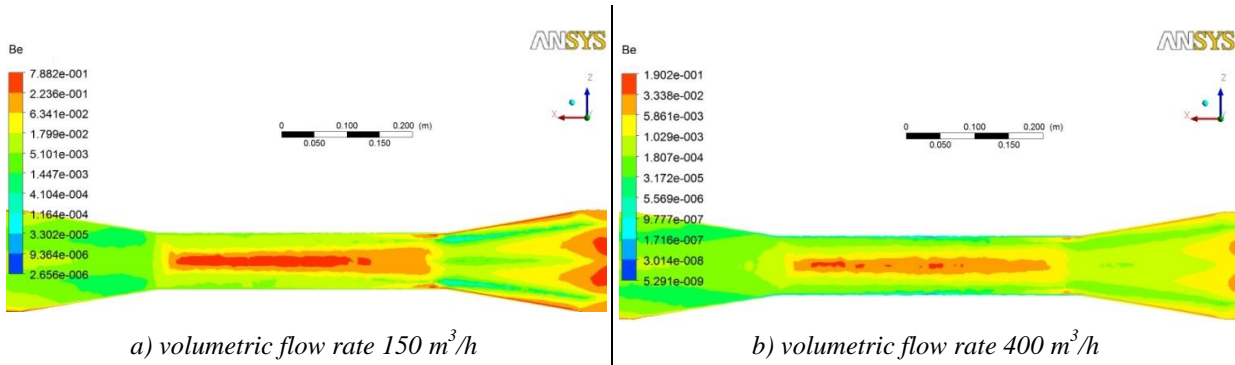 ANSYS
Be
7.882e-001
2.236e-001
6.341e-002
1.799e-002
5.101e-003
1.447e-003
4.104e-004
1.164e-004
3.302e-005
9.364e-006
2.656e-006
0 0.100 0.200 (m)
0.050 0.150
Z
X
Y
a) volumetric flow rate 150 m³/h
ANSYS
Be
1.902e-001
3.338e-002
5.861e-003
1.029e-003
1.807e-004
3.172e-005
5.569e-006
9.777e-007
1.716e-007
3.014e-008
5.291e-009
0 0.100 0.200 (m)
0.050 0.150
Z
X
Y
b) volumetric flow rate 400 m³/h